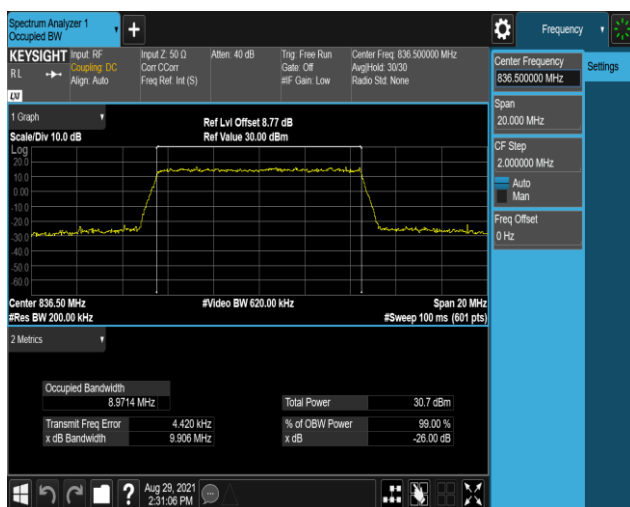 Spectrum Analyzer 1
Occupied BW
Frequency
KEYSIGHT
Input: RF
Coupling: DC
Align: Auto
RL
LXI
Input Z: 50 Ω
Corr CCorr
Freq Ref: Int (S)
Atten: 40 dB
Trig: Free Run
Gate: Off
#IF Gain: Low
Center Freq: 836.500000 MHz
Avg|Hold: 30/30
Radio Std: None
Center Frequency
836.500000 MHz
Settings
Span
20.000 MHz
CF Step
2.000000 MHz
Auto
Man
Freq Offset
0 Hz
1 Graph
Scale/Div 10.0 dB
Ref Lvl Offset 8.77 dB
Ref Value 30.00 dBm
Log
20.0
10.0
0.00
-10.0
-20.0
-30.0
-40.0
-50.0
-60.0
Center 836.50 MHz
#Res BW 200.00 kHz
#Video BW 620.00 kHz
Span 20 MHz
#Sweep 100 ms (601 pts)
2 Metrics
Occupied Bandwidth
8.9714 MHz
Total Power 30.7 dBm
Transmit Freq Error 4.420 kHz
% of OBW Power 99.00 %
x dB Bandwidth 9.906 MHz
x dB -26.00 dB
Aug 29, 2021
2:31:06 PM